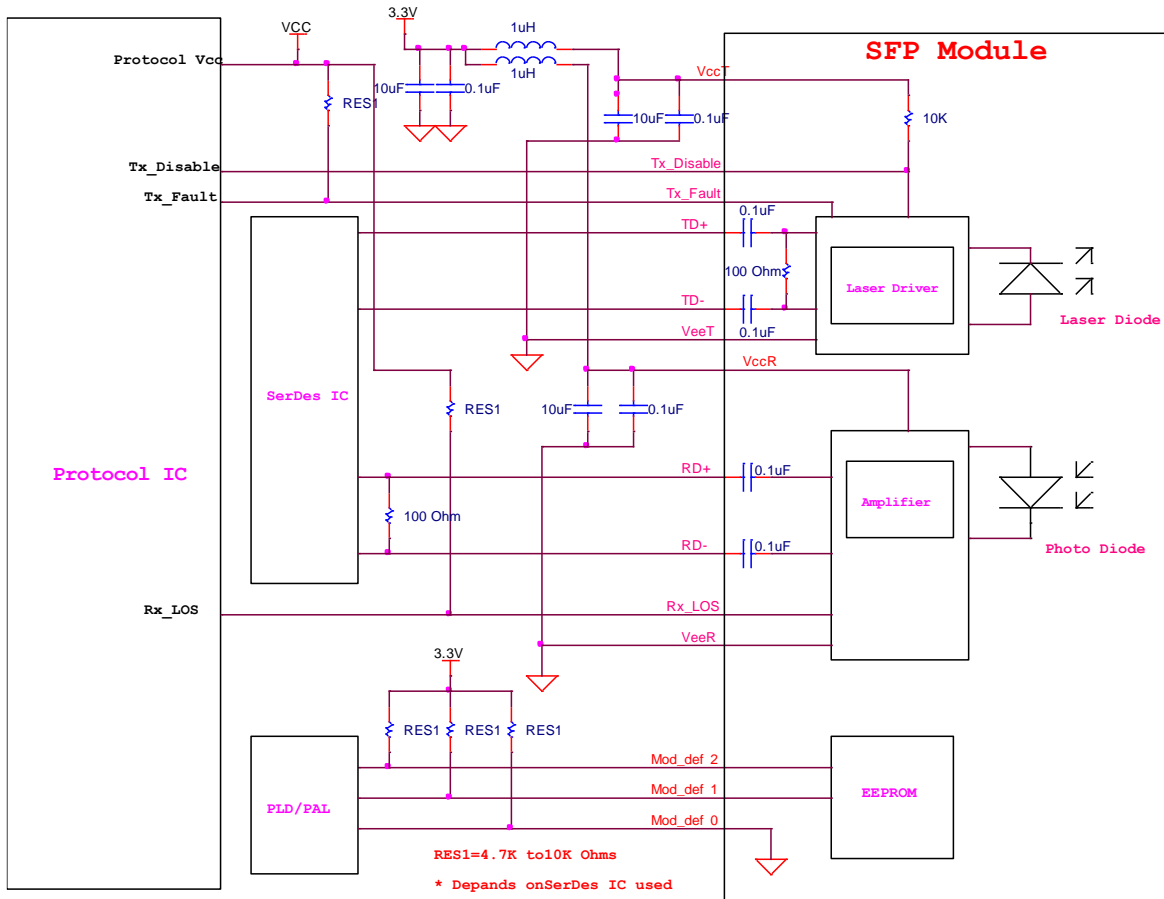 3.3V
1uH
VCC
SFP Module
Protocol Vcc
1uH
VccT
10uF
0.1uF
RES1
10uF
0.1uF
10K
Tx_Disable
Tx_Disable
Tx_Fault
Tx_Fault
0.1uF
TD+
100 Ohm
Laser Driver
TD-
Laser Diode
VeeT
0.1uF
VccR
SerDes IC
RES1
10uF
0.1uF
Protocol IC
RD+
0.1uF
Amplifier
100 Ohm
RD-
0.1uF
Photo Diode
Rx_LOS
Rx_LOS
VeeR
3.3V
RES1
RES1
RES1
Mod_def 2
Mod_def 1
EEPROM
PLD/PAL
Mod_def 0
RES1=4.7K to10K Ohms
* Depands onSerDes IC used